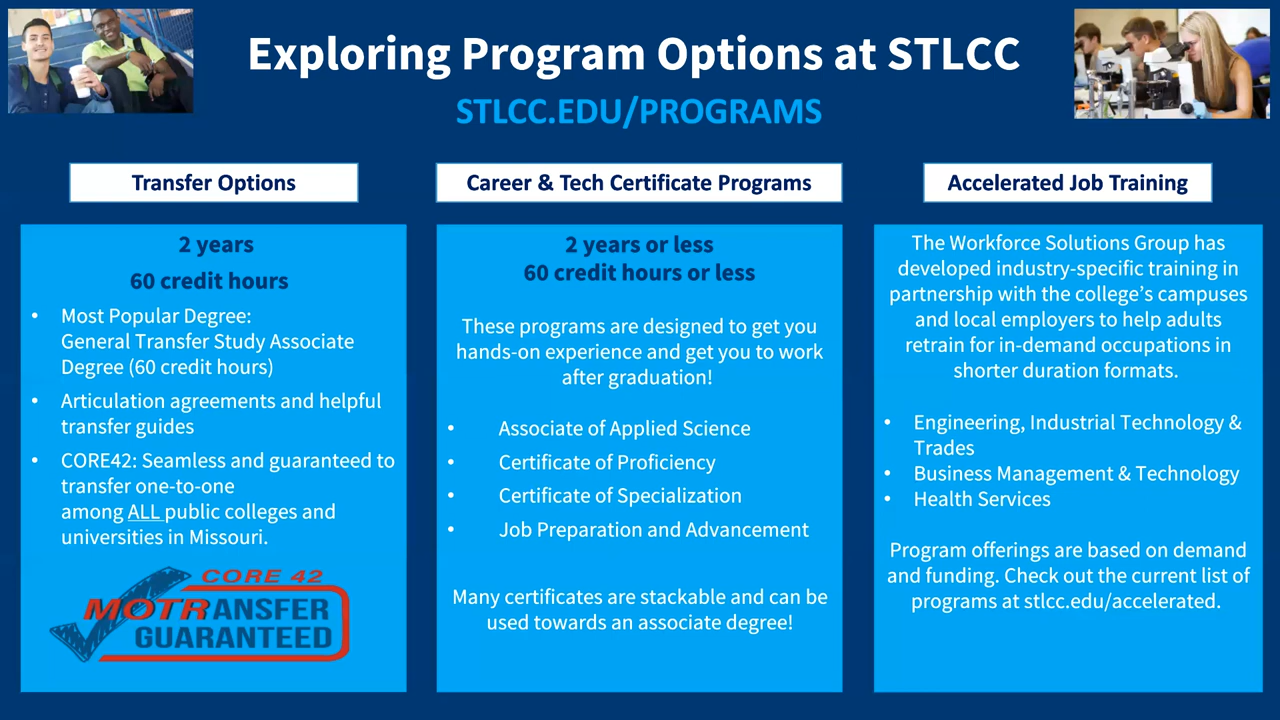 Exploring Program Options at STLCC
STLCC.EDU/PROGRAMS
Transfer Options
2 years
60 credit hours
• Most Popular Degree:
General Transfer Study Associate
Degree (60 credit hours)
• Articulation agreements and helpful
transfer guides
• CORE42: Seamless and guaranteed to
transfer one-to-one
among ALL public colleges and
universities in Missouri.
CORE 42
MOTRANSFER
GUARANTEED
Career & Tech Certificate Programs
2 years or less
60 credit hours or less
These programs are designed to get you
hands-on experience and get you to work
after graduation!
• Associate of Applied Science
• Certificate of Proficiency
• Certificate of Specialization
• Job Preparation and Advancement
Many certificates are stackable and can be
used towards an associate degree!
Accelerated Job Training
The Workforce Solutions Group has
developed industry-specific training in
partnership with the college’s campuses
and local employers to help adults
retrain for in-demand occupations in
shorter duration formats.
• Engineering, Industrial Technology &
Trades
• Business Management & Technology
• Health Services
Program offerings are based on demand
and funding. Check out the current list of
programs at stlcc.edu/accelerated.